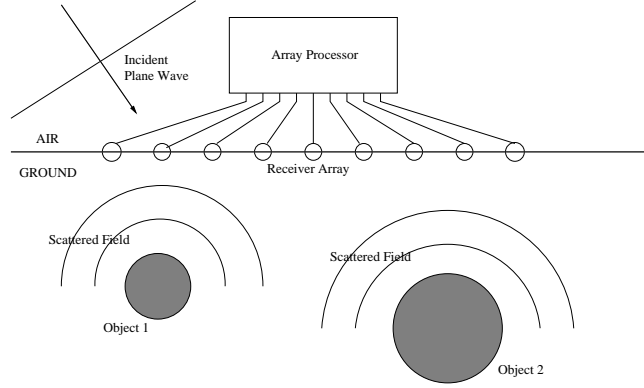 Incident
Plane Wave
Array Processor
AIR
GROUND
Receiver Array
Scattered Field
Scattered Field
Object 1
Object 2